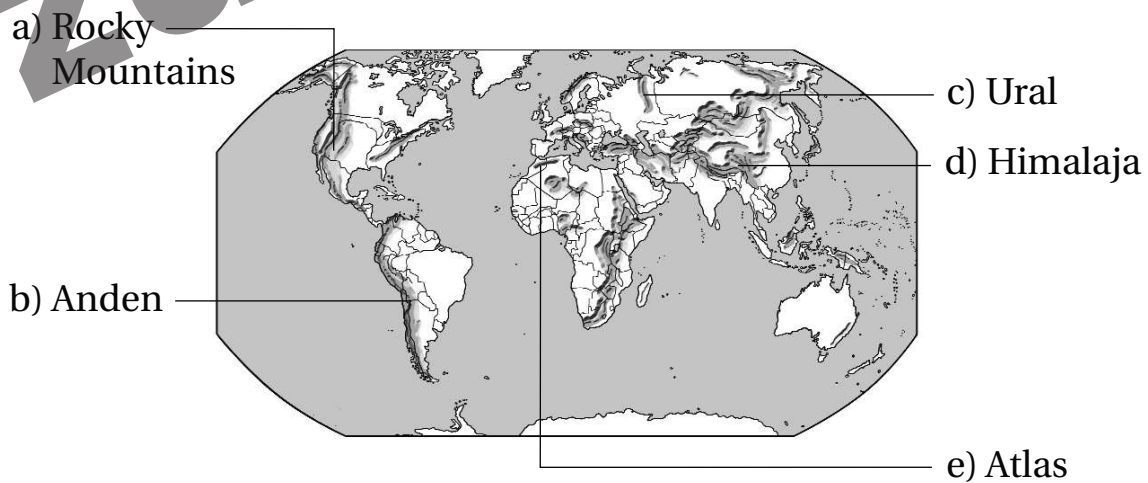 a) Rocky
Mountains
c) Ural
d) Himalaja
b) Anden
e) Atlas